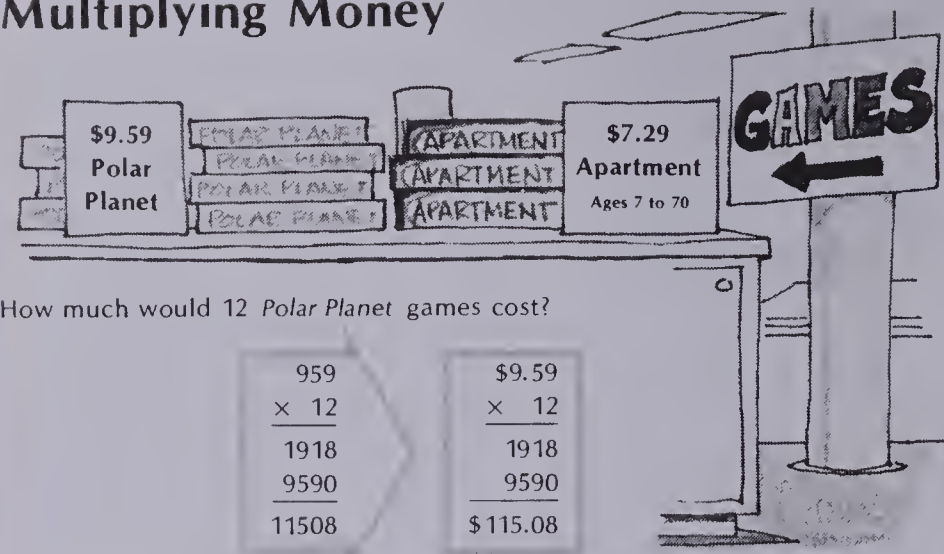 Multiplying Money
$9.59
Polar
Planet
POLAR PLANET
POLAR PLANET
POLAR PLANET
POLAR PLANET
APARTMENT
APARTMENT
APARTMENT
$7.29
Apartment
Ages 7 to 70
GAMES
How much would 12 Polar Planet games cost?
959
× 12
1918
9590
11508
$9.59
× 12
1918
9590
$115.08